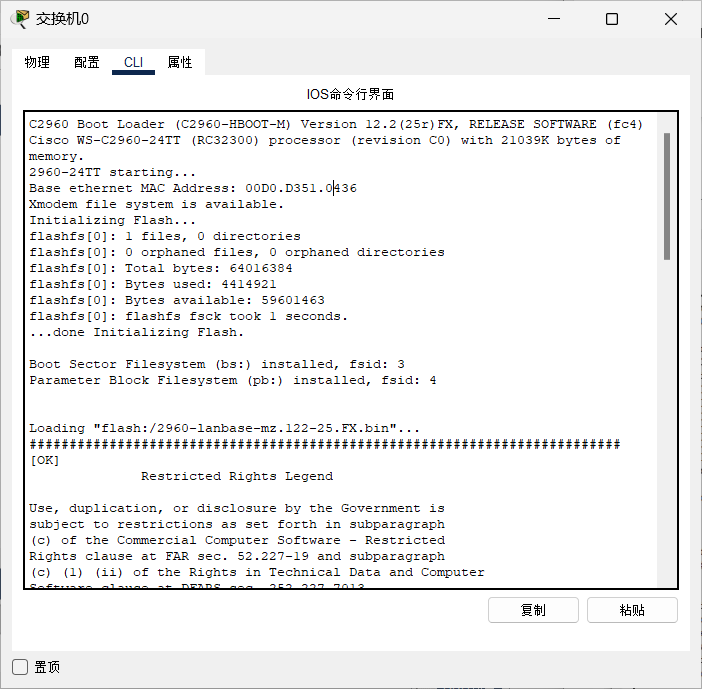 交换机0
物理 配置 CLI 属性
IOS命令行界面
C2960 Boot Loader (C2960-HBOOT-M) Version 12.2(25r)FX, RELEASE SOFTWARE (fc4)
Cisco WS-C2960-24TT (RC32300) processor (revision C0) with 21039K bytes of
memory.
2960-24TT starting...
Base ethernet MAC Address: 00D0.D351.0436
Xmodem file system is available.
Initializing Flash...
flashfs[0]: 1 files, 0 directories
flashfs[0]: 0 orphaned files, 0 orphaned directories
flashfs[0]: Total bytes: 64016384
flashfs[0]: Bytes used: 4414921
flashfs[0]: Bytes available: 59601463
flashfs[0]: flashfs fsck took 1 seconds.
...done Initializing Flash.
Boot Sector Filesystem (bs:) installed, fsid: 3
Parameter Block Filesystem (pb:) installed, fsid: 4
Loading "flash:/2960-lanbase-mz.122-25.FX.bin"...
##########################################################################
[OK]
Restricted Rights Legend
Use, duplication, or disclosure by the Government is
subject to restrictions as set forth in subparagraph
(c) of the Commercial Computer Software - Restricted
Rights clause at FAR sec. 52.227-19 and subparagraph
(c) (1) (ii) of the Rights in Technical Data and Computer
Software clause at DFARS sec. 252.227-7013.
复制 粘贴
置顶